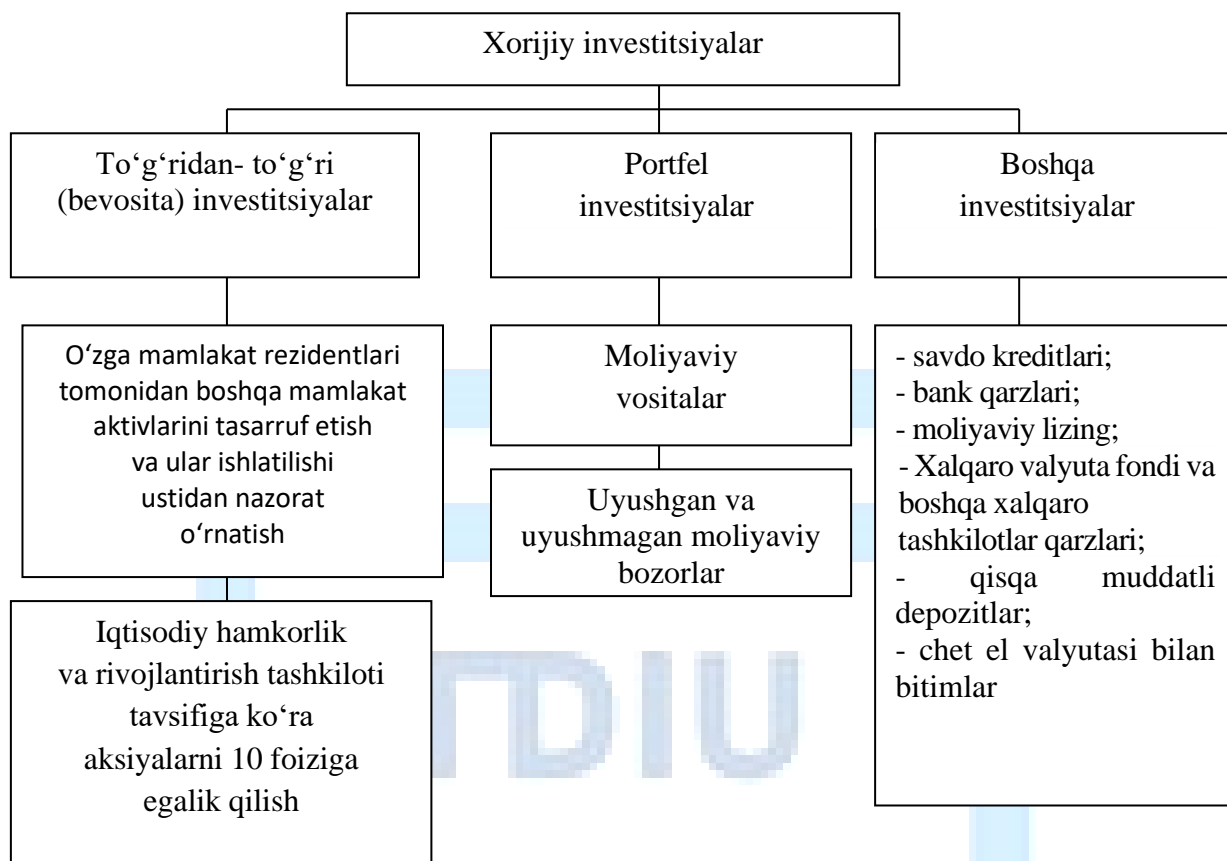 Xorijiy investitsiyalar
To‘g‘ridan- to‘g‘ri
(bevosita) investitsiyalar
Portfel
investitsiyalar
Boshqa
investitsiyalar
O‘zga mamlakat rezidentlari
tomonidan boshqa mamlakat
aktivlarini tasarruf etish
va ular ishlatilishi
ustidan nazorat
o‘rnatish
Iqtisodiy hamkorlik
va rivojlantirish tashkiloti
tavsifiga ko‘ra
aksiyalarni 10 foiziga
egalik qilish
Moliyaviy
vositalar
Uyushgan va
uyushmagan moliyaviy
bozorlar
- savdo kreditlari;
- bank qarzlari;
- moliyaviy lizing;
- Xalqaro valyuta fondi va
boshqa xalqaro
tashkilotlar qarzlari;
- qisqa muddatli
depozitlar;
- chet el valyutasi bilan
bitimlar
TDIU